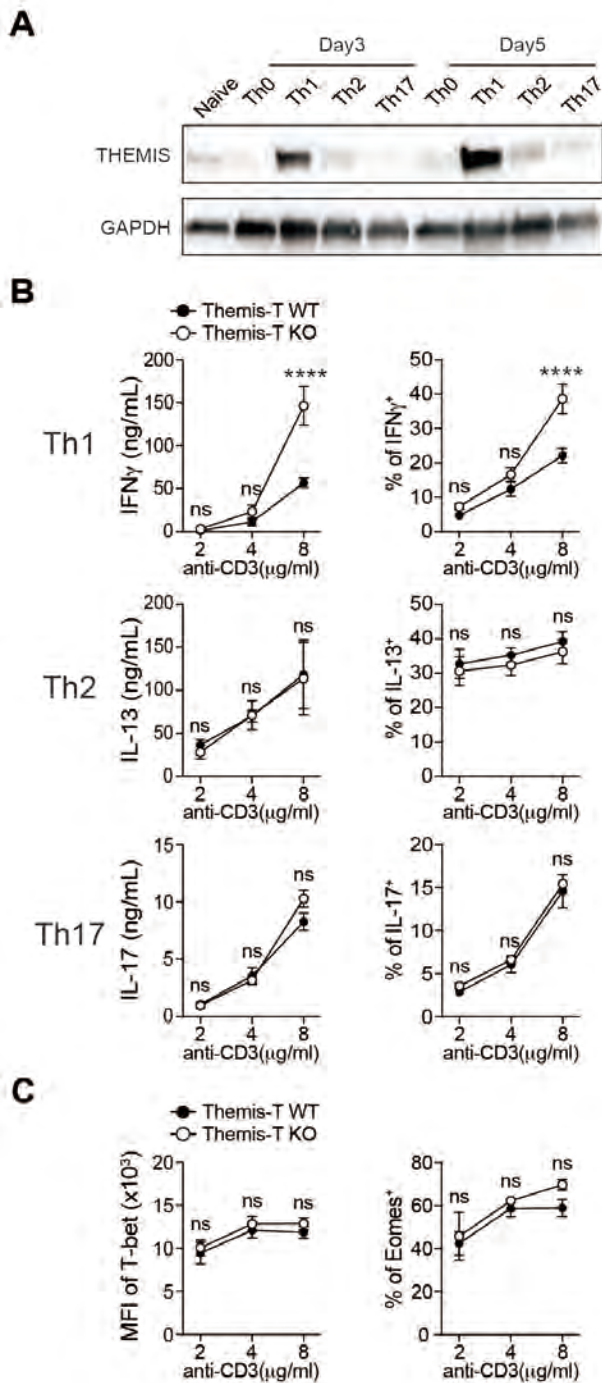 A
Day3 Day5
Naïve Th0 Th1 Th2 Th17 Th0 Th1 Th2 Th17
THEMIS
GAPDH
B
Themis-T WT
Themis-T KO
Th1
IFNγ (ng/mL)
200
150
100
50
0
ns ns ****
2 4 8
anti-CD3(μg/ml)
% of IFNγ+
50
40
30
20
10
0
ns ns ****
2 4 8
anti-CD3(μg/ml)
Th2
IL-13 (ng/mL)
200
150
100
50
0
ns ns ns
2 4 8
anti-CD3(μg/ml)
% of IL-13+
50
40
30
20
10
0
ns ns ns
2 4 8
anti-CD3(μg/ml)
Th17
IL-17 (ng/mL)
15
10
5
0
ns ns ns
2 4 8
anti-CD3(μg/ml)
% of IL-17+
20
15
10
5
0
ns ns ns
2 4 8
anti-CD3(μg/ml)
C
Themis-T WT
Themis-T KO
MFI of T-bet (x10³)
20
15
10
5
0
ns ns ns
2 4 8
anti-CD3(μg/ml)
% of Eomes+
80
60
40
20
0
ns ns ns
2 4 8
anti-CD3(μg/ml)